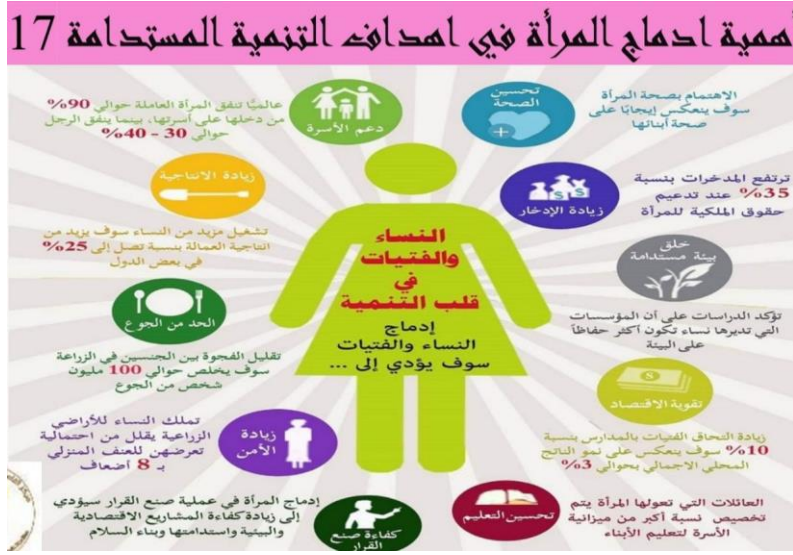 أهمية ادماج المرأة في اهداف التنمية المستدامة 17
تحسين
الصحة
الاهتمام بصحة المرأة
سوف ينعكس إيجابًا على
صحة أبنائها
دعم الأسرة
عالميًا تنفق المرأة العاملة حوالي 90%
من دخلها على أسرتها، بينما ينفق الرجل
حوالي 30 - 40%
زيادة الإدخار
ترتفع المدخرات بنسبة
35% عند تدعيم
حقوق الملكية للمرأة
زيادة الانتاجية
تشغيل مزيد من النساء سوف يزيد من
انتاجية العمالة بنسبة تصل إلى 25%
في بعض الدول
النساء
والفتيات
في
قلب التنمية
إدماج
النساء والفتيات
سوف يؤدي إلى ...
خلق
بيئة مستدامة
تؤكد الدراسات على أن المؤسسات
التي تديرها نساء تكون أكثر حفاظاً
على البيئة
الحد من الجوع
تقليل الفجوة بين الجنسين في الزراعة
سوف يخلص حوالي 100 مليون
شخص من الجوع
تقوية الاقتصاد
زيادة التحاق الفتيات بالمدارس بنسبة
10% سوف ينعكس على نمو الناتج
المحلي الاجمالي بحوالي 3%
زيادة
الأمن
تملك النساء للأراضي
الزراعية يقلل من احتمالية
تعرضهن للعنف المنزلي
بـ 8 أضعاف
تحسين التعليم
العائلات التي تعولها المرأة يتم
تخصيص نسبة أكبر من ميزانية
الأسرة لتعليم الأبناء
كفاءة صنع
القرار
إدماج المرأة في عملية صنع القرار سيؤدي
إلى زيادة كفاءة المشاريع الاقتصادية
والبيئية واستدامتها وبناء السلام